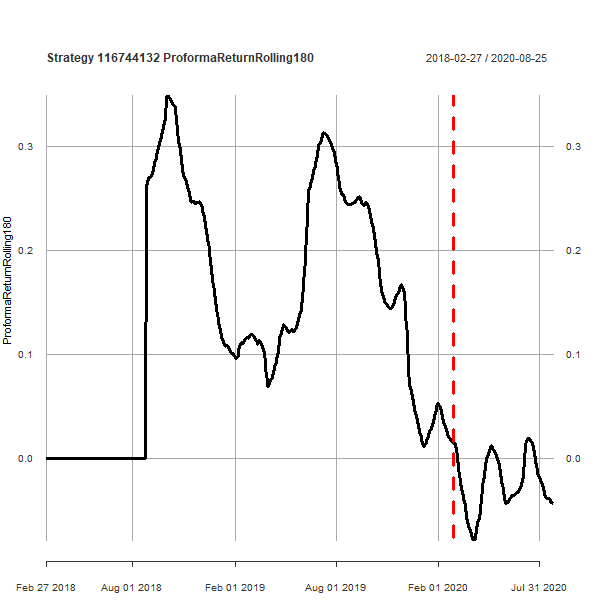 Strategy 116744132 ProformaReturnRolling180
2018-02-27 / 2020-08-25
ProformaReturnRolling180
0.3
0.3
0.2
0.2
0.1
0.1
0.0
0.0
Feb 27 2018
Aug 01 2018
Feb 01 2019
Aug 01 2019
Feb 01 2020
Jul 31 2020